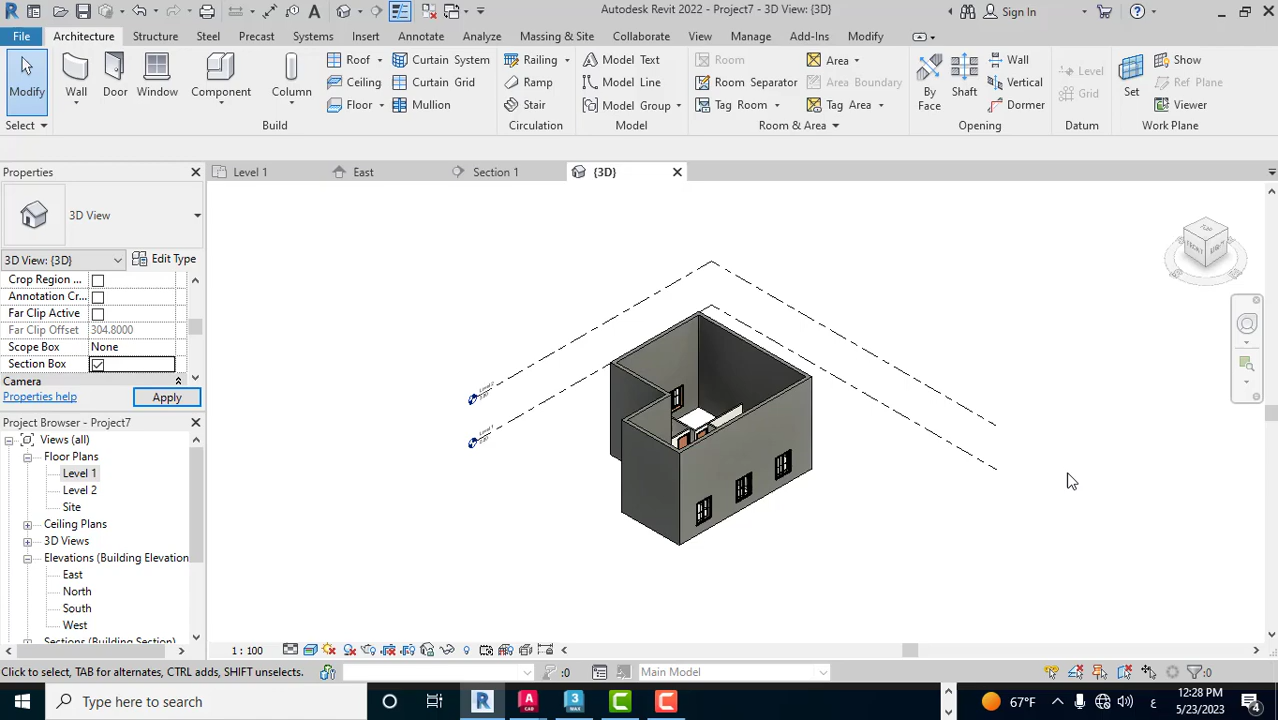 Autodesk Revit 2022 - Project7 - 3D View: {3D}
Sign In
File Architecture Structure Steel Precast Systems Insert Annotate Analyze Massing & Site Collaborate View Manage Add-Ins Modify
Modify
Wall
Door
Window
Component
Column
Roof
Ceiling
Floor
Curtain System
Curtain Grid
Mullion
Railing
Ramp
Stair
Model Text
Model Line
Model Group
Room
Room Separator
Tag Room
Area
Area Boundary
Tag Area
By Face
Shaft
Wall
Vertical
Dormer
Level
Grid
Set
Show
Ref Plane
Viewer
Select Build Circulation Model Room & Area Opening Datum Work Plane
Properties
Level 1 East Section 1 {3D}
3D View
3D View: {3D} Edit Type
Crop Region ...
Annotation Cr...
Far Clip Active
Far Clip Offset 304.8000
Scope Box None
Section Box
Camera
Properties help Apply
Project Browser - Project7
Views (all)
Floor Plans
Level 1
Level 2
Site
Ceiling Plans
3D Views
Elevations (Building Elevation
East
North
South
West
Sections (Building Section)
Level 2
Level 1
TOP
FRONT
1 : 100
Click to select, TAB for alternates, CTRL adds, SHIFT unselects.
:0
Main Model
:0
Type here to search
67°F
ع
12:28 PM
5/23/2023
4